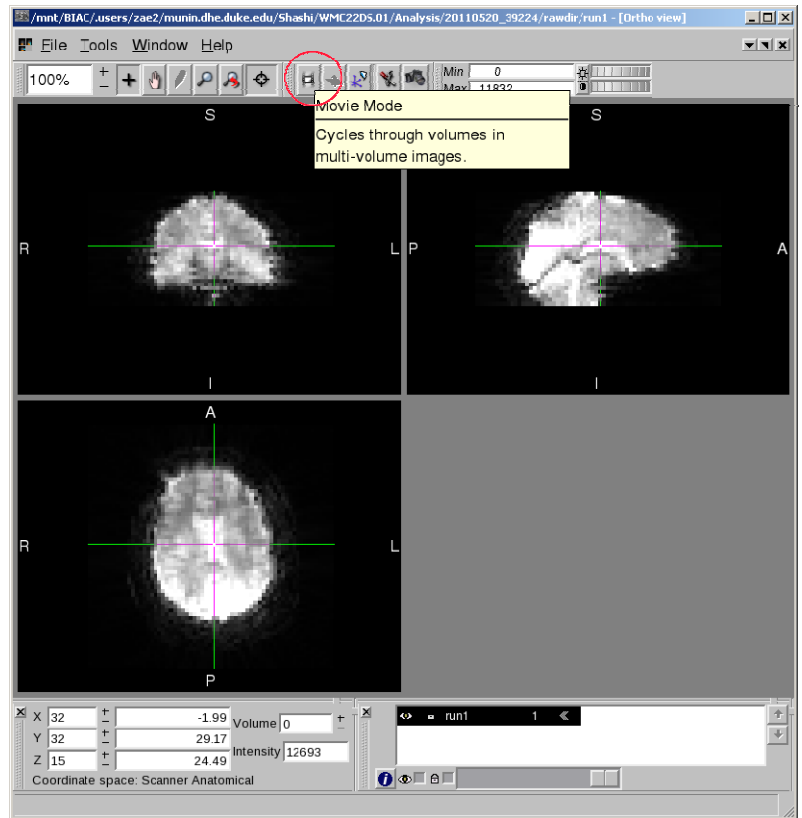 /mnt/BIAC/.users/zae2/munin.dhe.duke.edu/Shashi/WMC22DS.01/Analysis/20110520_39224/rawdir/run1 - [Ortho view]
File Tools Window Help
100% + − Min 0
Max 11832
Movie Mode
Cycles through volumes in
multi-volume images.
S S
R L P A
I I
A
R L
P
X 32 -1.99 Volume 0 run1 1
Y 32 29.17
Intensity 12693
Z 15 24.49
Coordinate space: Scanner Anatomical